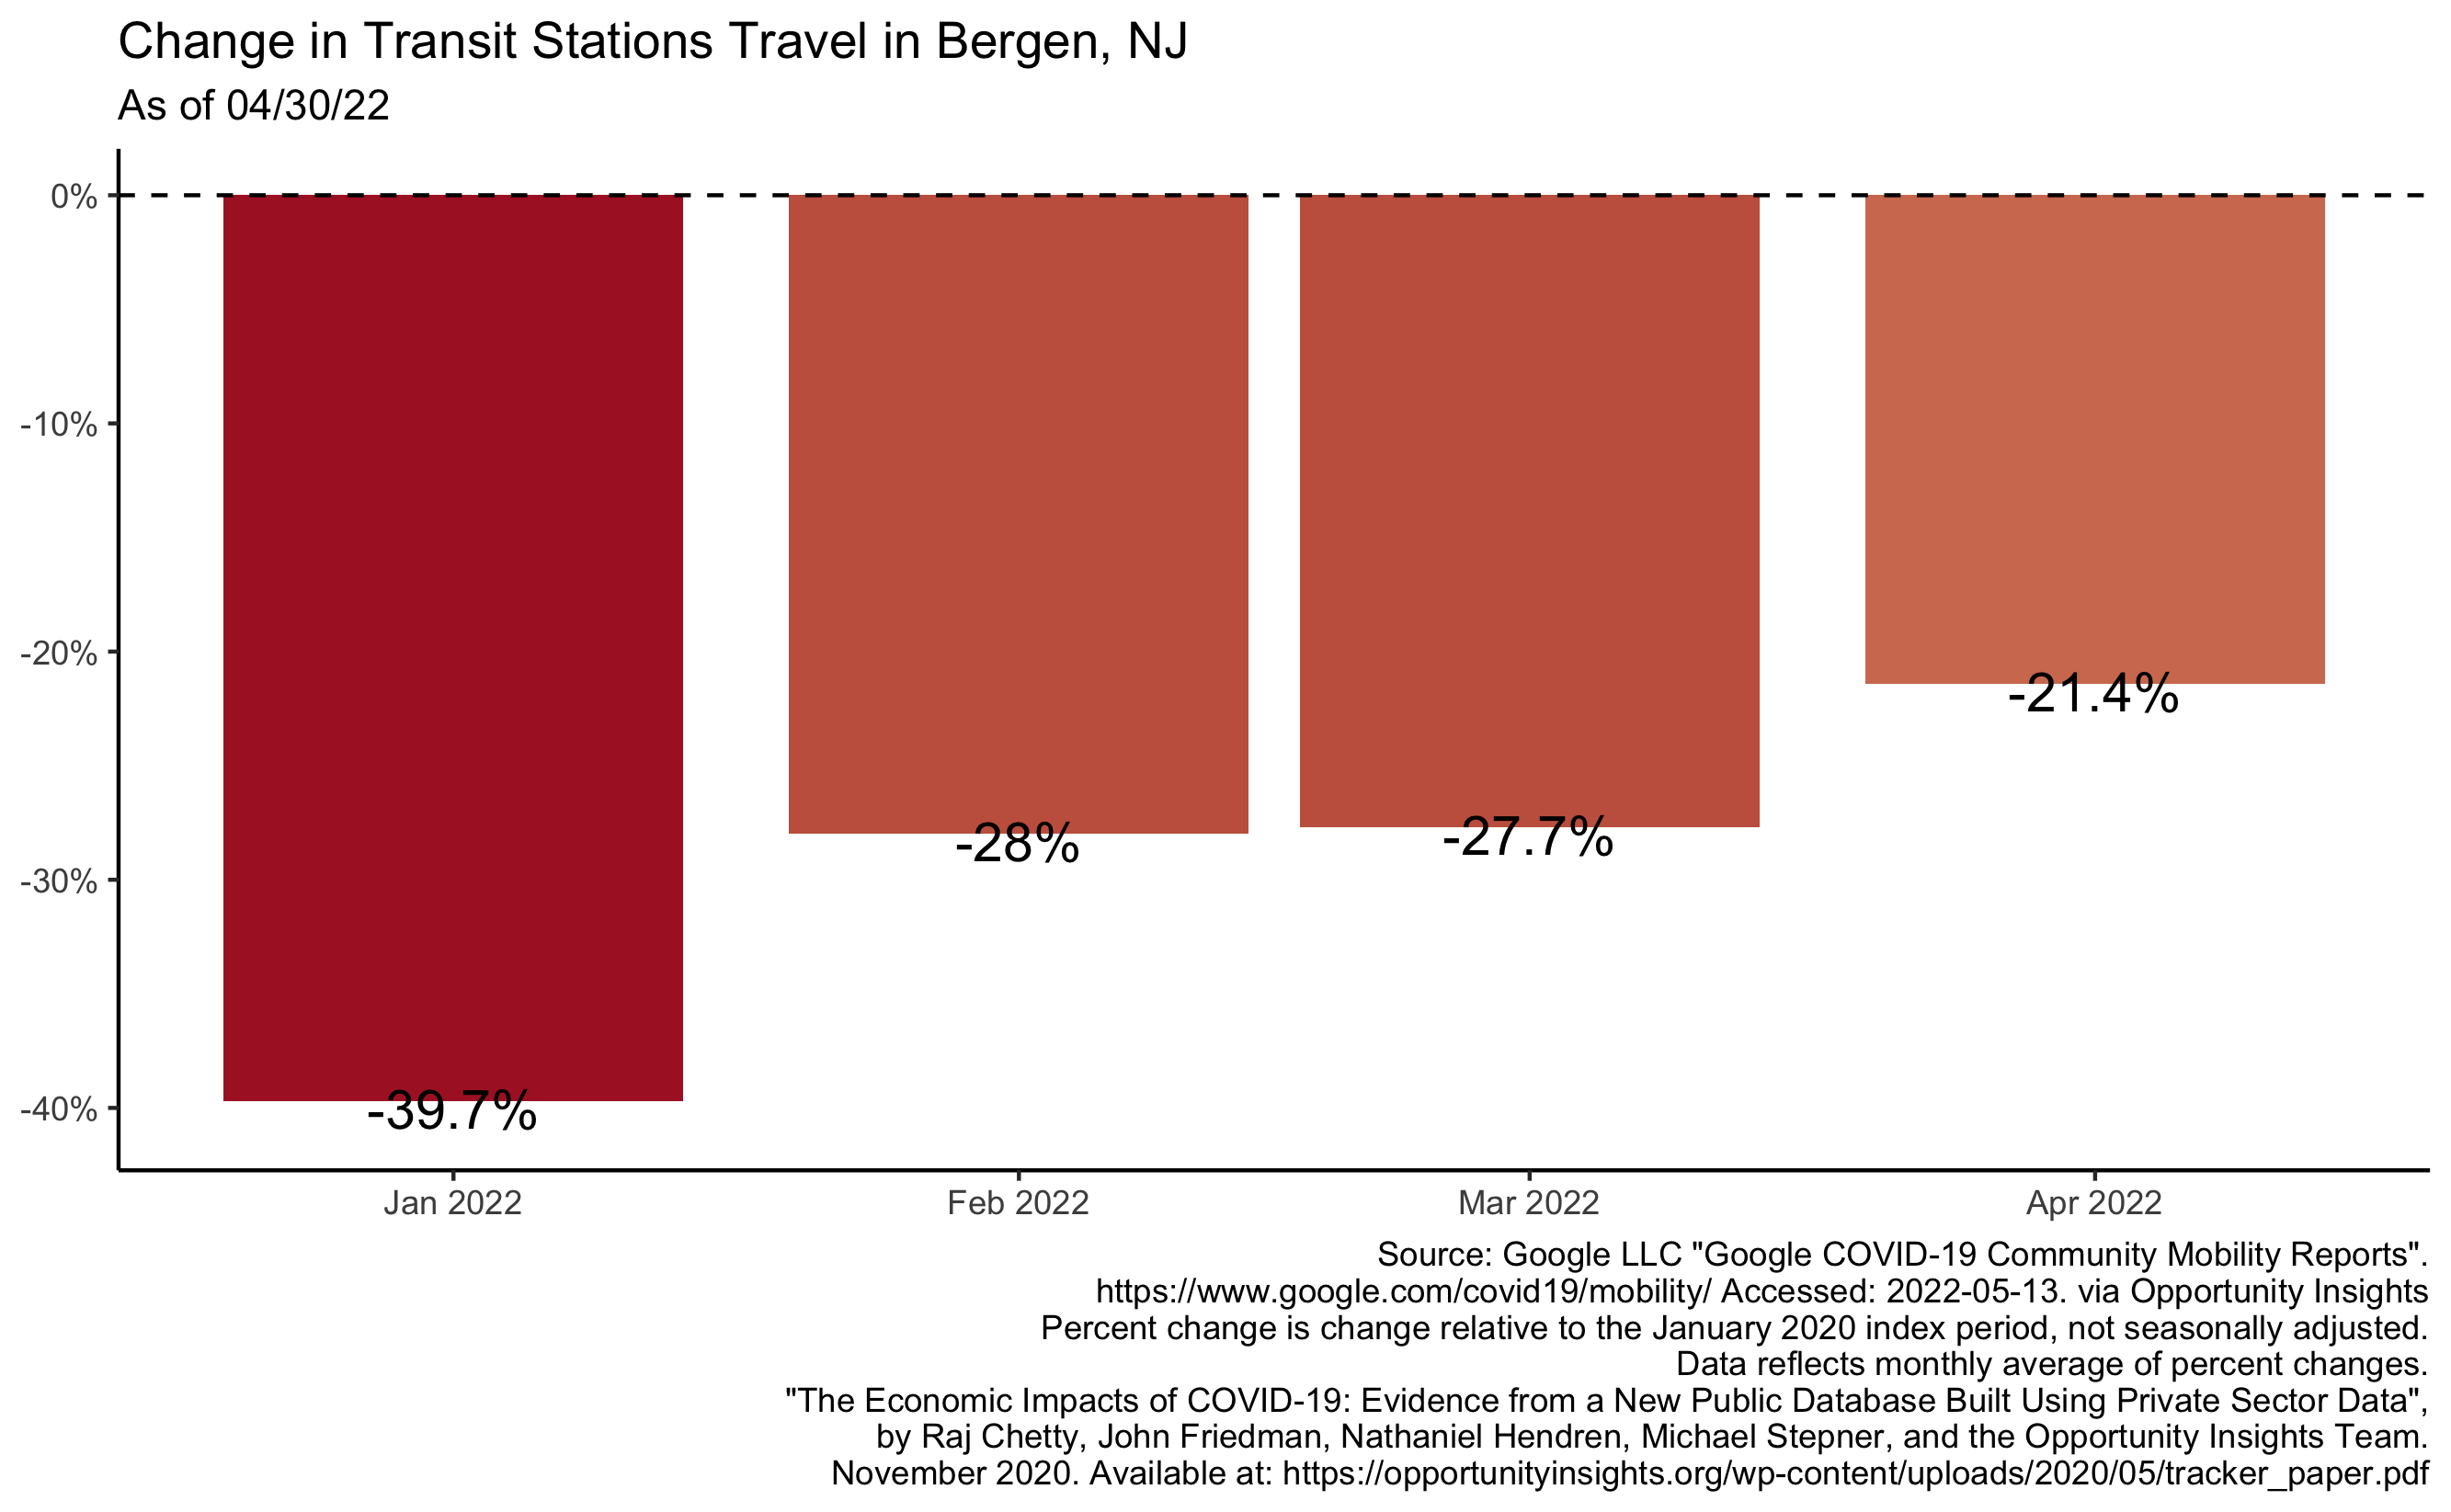 Change in Transit Stations Travel in Bergen, NJ
As of 04/30/22
0%
-10%
-20%
-30%
-40%
-39.7%
-28%
-27.7%
-21.4%
Jan 2022
Feb 2022
Mar 2022
Apr 2022
Source: Google LLC "Google COVID-19 Community Mobility Reports".
https://www.google.com/covid19/mobility/ Accessed: 2022-05-13. via Opportunity Insights
Percent change is change relative to the January 2020 index period, not seasonally adjusted.
Data reflects monthly average of percent changes.
"The Economic Impacts of COVID-19: Evidence from a New Public Database Built Using Private Sector Data",
by Raj Chetty, John Friedman, Nathaniel Hendren, Michael Stepner, and the Opportunity Insights Team.
November 2020. Available at: https://opportunityinsights.org/wp-content/uploads/2020/05/tracker_paper.pdf